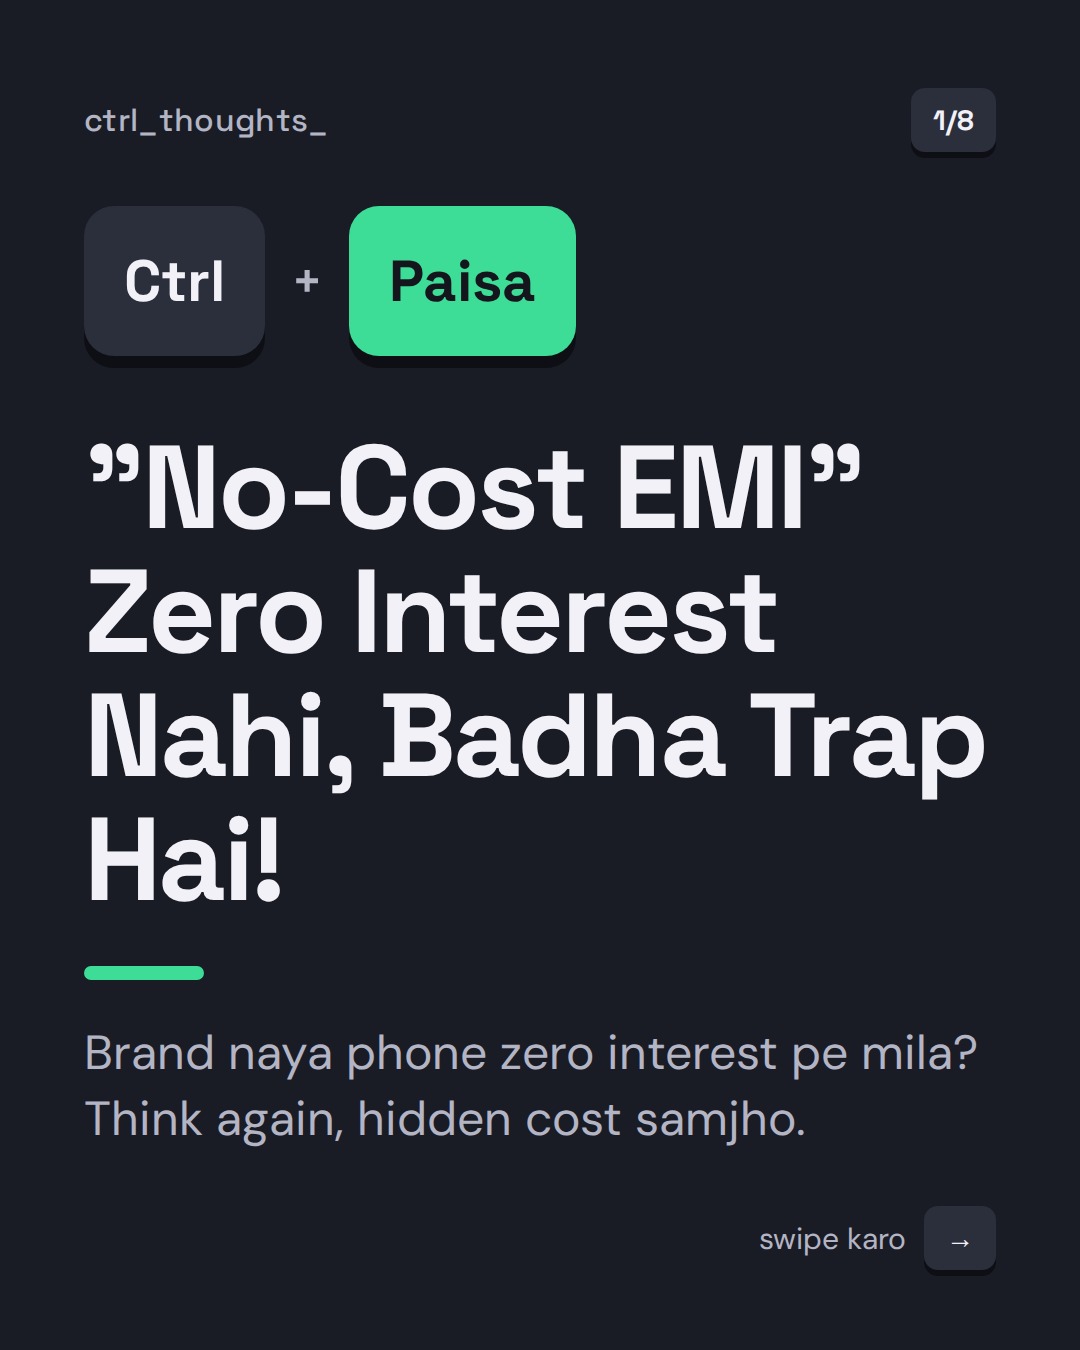 ctrl_thoughts_
1/8
Ctrl + Paisa
”No-Cost EMI”
Zero Interest
Nahi, Badha Trap
Hai!
Brand naya phone zero interest pe mila?
Think again, hidden cost samjho.
swipe karo →